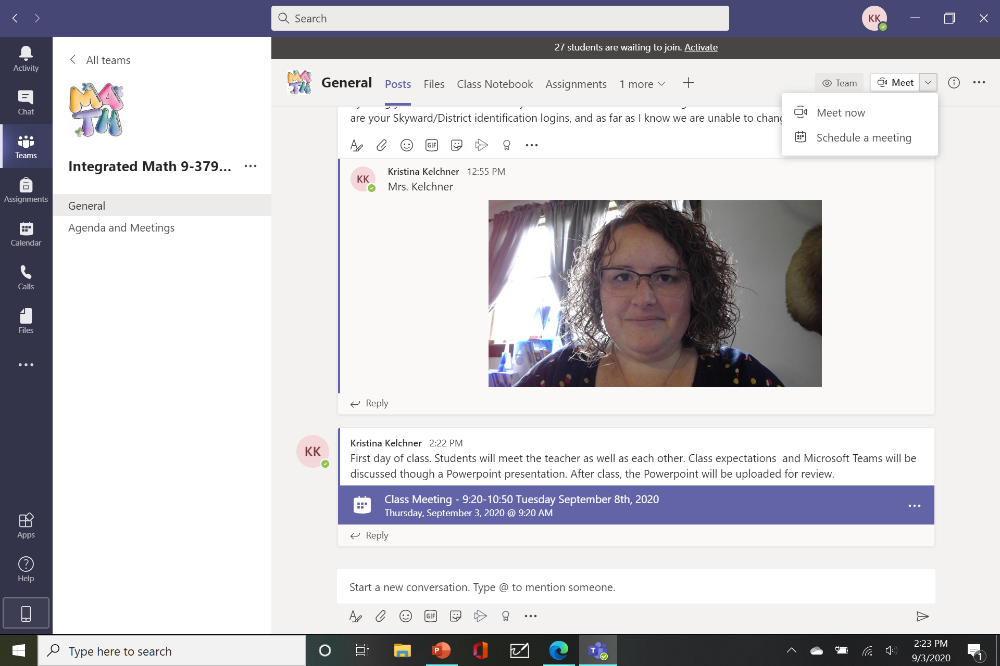 Search
KK
27 students are waiting to join. Activate
Activity
Chat
Teams
Assignments
Calendar
Calls
Files
Apps
Help
All teams
MATH
Integrated Math 9-379...
General
Agenda and Meetings
MATH
General
Posts
Files
Class Notebook
Assignments
1 more
Team
Meet
Meet now
Schedule a meeting
are your Skyward/District identification logins, and as far as I know we are unable to chang
GIF
KK
Kristina Kelchner 12:55 PM
Mrs. Kelchner
Reply
KK
Kristina Kelchner 2:22 PM
First day of class. Students will meet the teacher as well as each other. Class expectations and Microsoft Teams will be
discussed though a Powerpoint presentation. After class, the Powerpoint will be uploaded for review.
Class Meeting - 9:20-10:50 Tuesday September 8th, 2020
Thursday, September 3, 2020 @ 9:20 AM
Reply
Start a new conversation. Type @ to mention someone.
GIF
Type here to search
P
T
2:23 PM
9/3/2020
1